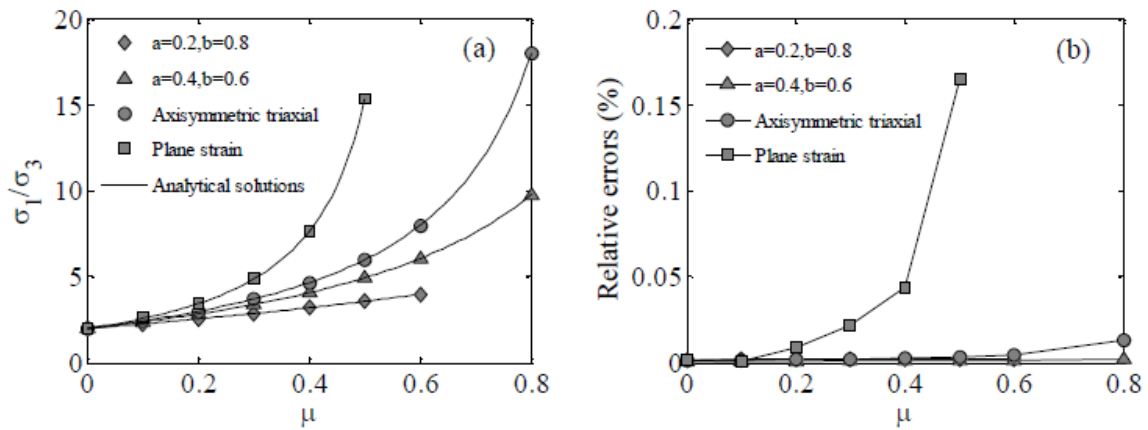 20
15
10
5
0
σ1/σ3
(a)
a=0.2,b=0.8
a=0.4,b=0.6
Axisymmetric triaxial
Plane strain
Analytical solutions
0 0.2 0.4 0.6 0.8
μ
0.2
0.15
0.1
0.05
0
Relative errors (%)
(b)
a=0.2,b=0.8
a=0.4,b=0.6
Axisymmetric triaxial
Plane strain
0 0.2 0.4 0.6 0.8
μ